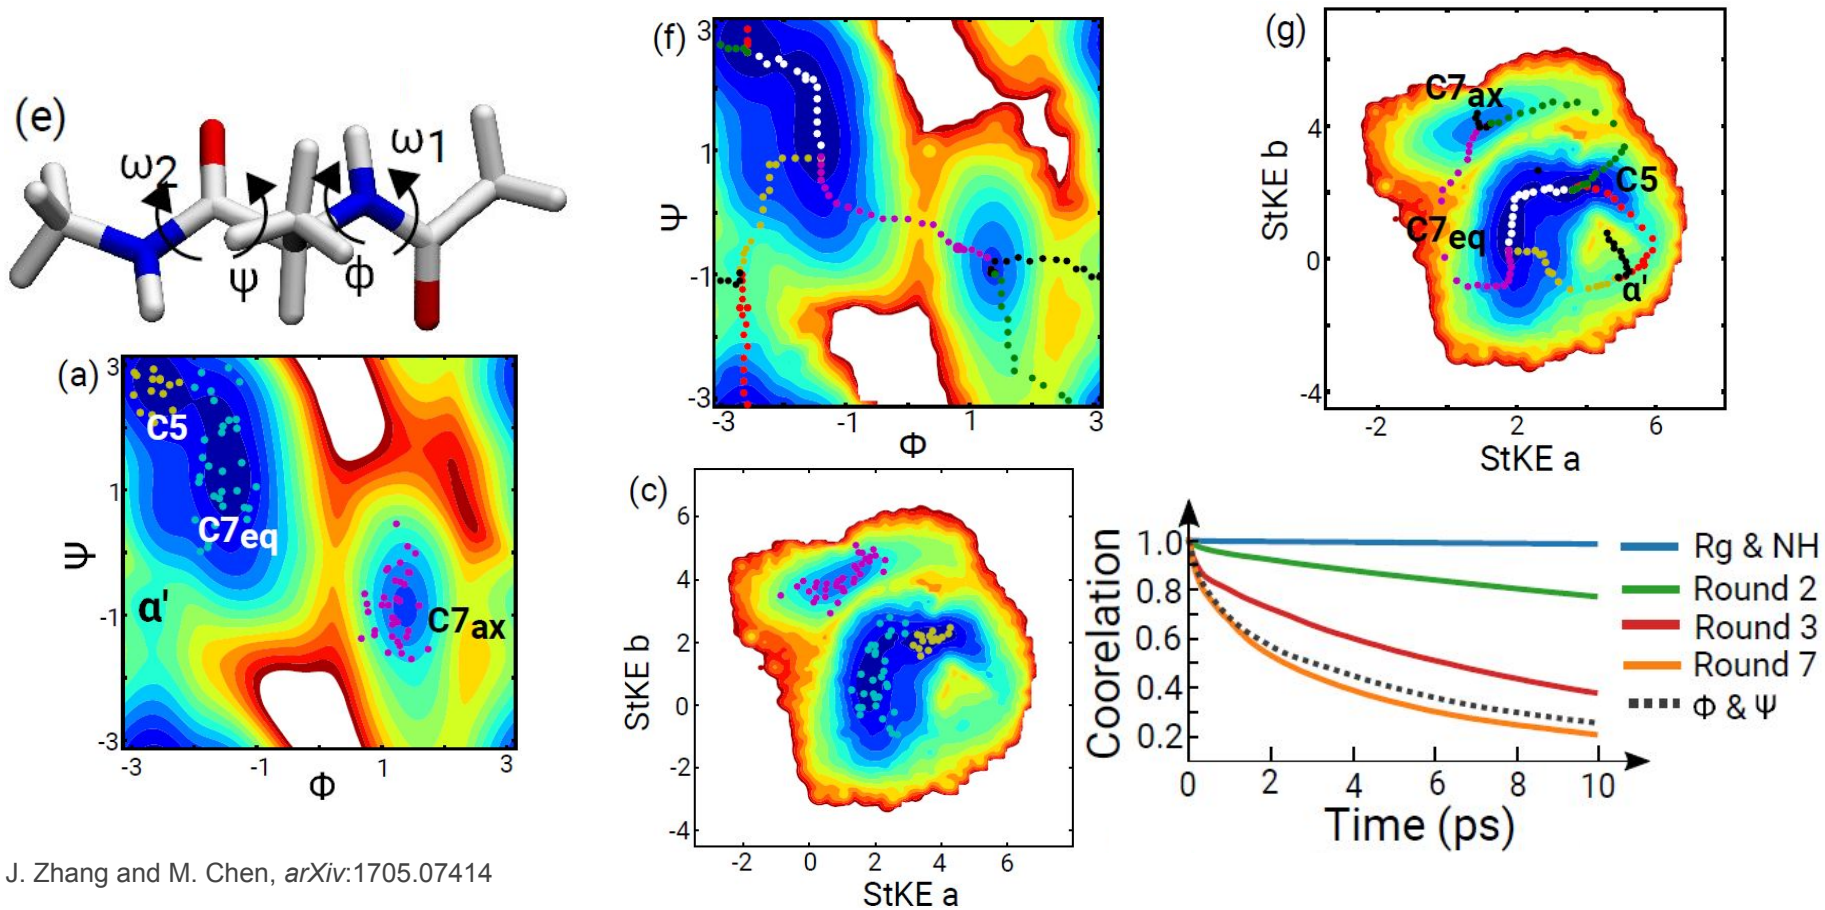 (e)
ω2
ω1
ψ
ϕ
(a)
3
1
-1
-3
Ψ
C5
C7eq
α'
C7ax
-3
-1
1
3
Φ
(f)
3
1
-1
-3
Ψ
-3
-1
1
3
Φ
(g)
4
0
-4
StKE b
C7ax
C5
C7eq
α'
-2
2
6
StKE a
(c)
6
4
2
0
-2
-4
StKE b
-2
0
2
4
6
StKE a
Coorelation
1.0
0.8
0.6
0.4
0.2
0
2
4
6
8
10
Time (ps)
Rg & NH
Round 2
Round 3
Round 7
Φ & Ψ
J. Zhang and M. Chen, arXiv:1705.07414